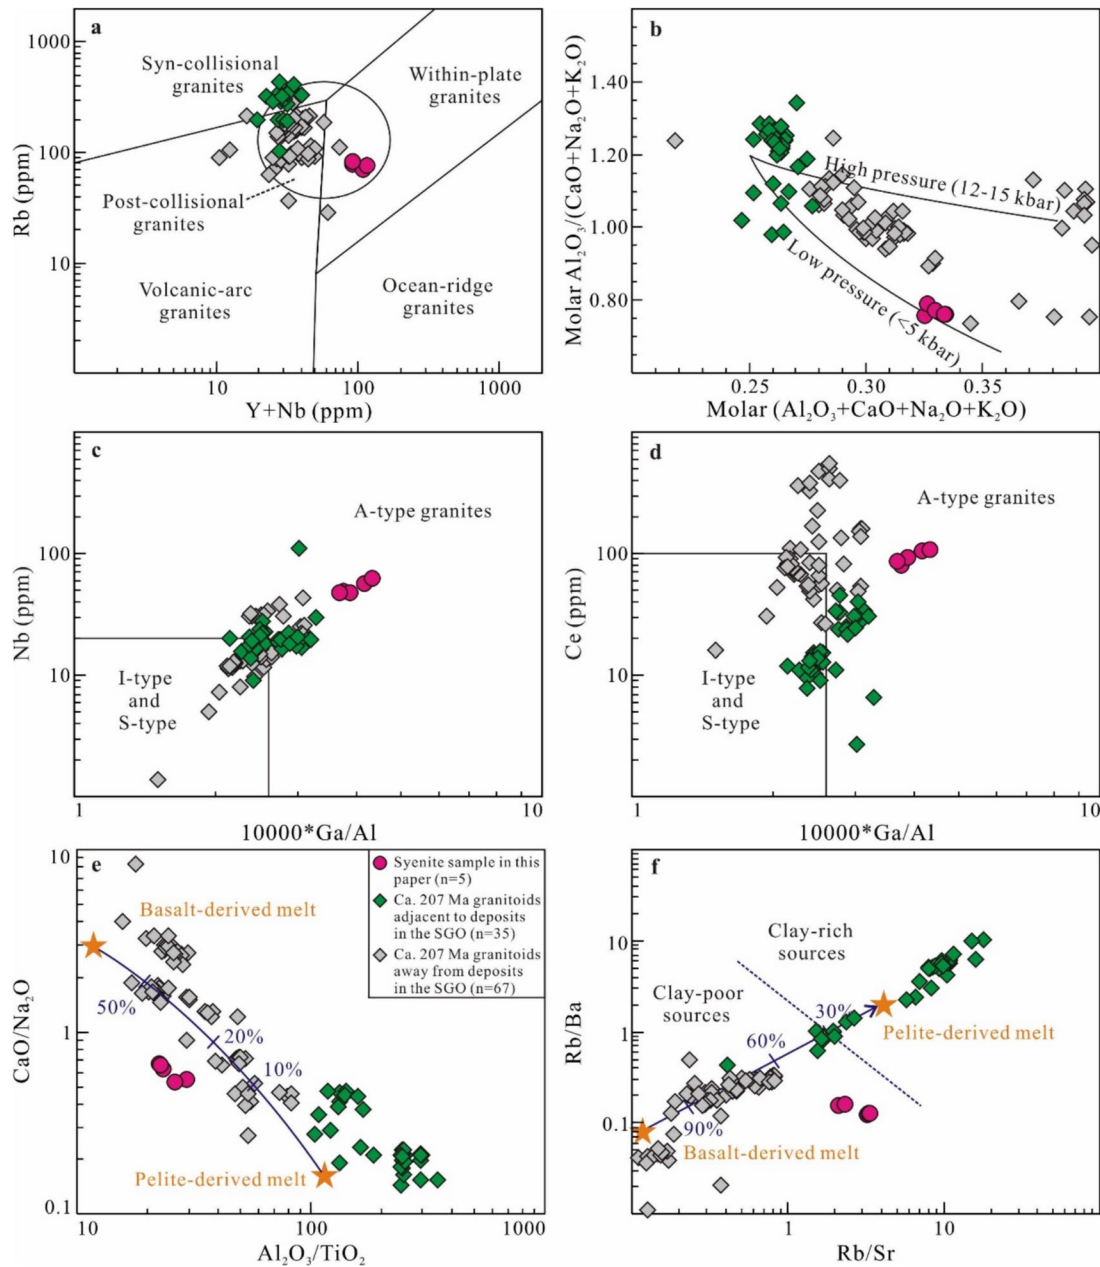 a
1000
100
10
Rb (ppm)
Syn-collisional
granites
Within-plate
granites
Post-collisional
granites
Volcanic-arc
granites
Ocean-ridge
granites
10
100
1000
Y+Nb (ppm)
b
1.40
1.20
1.00
0.80
Molar Al₂O₃/(CaO+Na₂O+K₂O)
High pressure (12-15 kbar)
Low pressure (<5 kbar)
0.25
0.30
0.35
Molar (Al₂O₃+CaO+Na₂O+K₂O)
c
100
10
Nb (ppm)
A-type granites
I-type
and
S-type
1
10
10000*Ga/Al
d
100
10
Ce (ppm)
A-type granites
I-type
and
S-type
1
10
10000*Ga/Al
e
10
1
0.1
CaO/Na₂O
Basalt-derived melt
50%
20%
10%
Pelite-derived melt
Syenite sample in this
paper (n=5)
Ca. 207 Ma granitoids
adjacent to deposits
in the SGO (n=35)
Ca. 207 Ma granitoids
away from deposits
in the SGO (n=67)
10
100
1000
Al₂O₃/TiO₂
f
10
1
0.1
Rb/Ba
Clay-rich
sources
Clay-poor
sources
30%
60%
90%
Pelite-derived melt
Basalt-derived melt
1
10
Rb/Sr